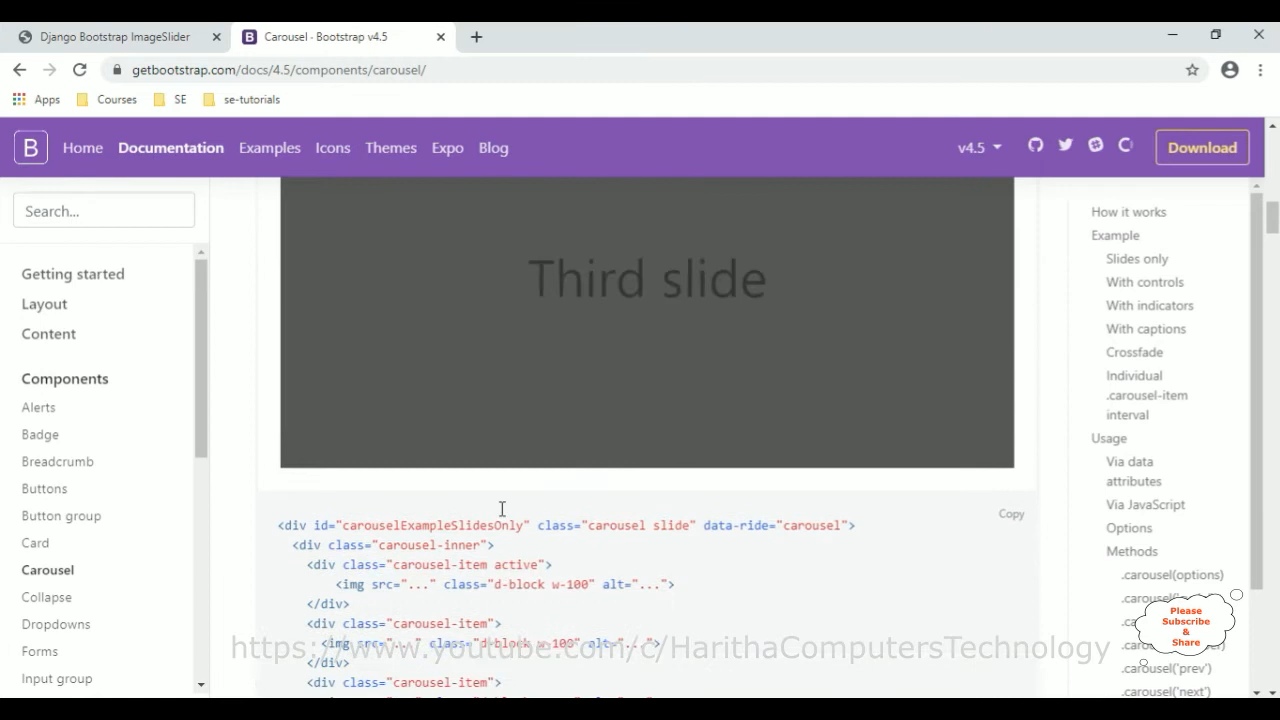 Django Bootstrap ImageSlider
Carousel · Bootstrap v4.5
getbootstrap.com/docs/4.5/components/carousel/
Apps Courses SE se-tutorials
B Home Documentation Examples Icons Themes Expo Blog v4.5 Download
Search...
Getting started
Layout
Content
Components
Alerts
Badge
Breadcrumb
Buttons
Button group
Card
Carousel
Collapse
Dropdowns
Forms
Input group
Third slide
Copy
<div id="carouselExampleSlidesOnly" class="carousel slide" data-ride="carousel">
<div class="carousel-inner">
<div class="carousel-item active">
<img src="..." class="d-block w-100" alt="...">
</div>
<div class="carousel-item">
<img src="..." class="d-block w-100" alt="...">
</div>
<div class="carousel-item">
https://www.youtube.com/c/HarithaComputersTechnology
How it works
Example
Slides only
With controls
With indicators
With captions
Crossfade
Individual
.carousel-item
interval
Usage
Via data
attributes
Via JavaScript
Options
Methods
.carousel(options)
.carousel('prev')
.carousel('next')
Please
Subscribe
&
Share